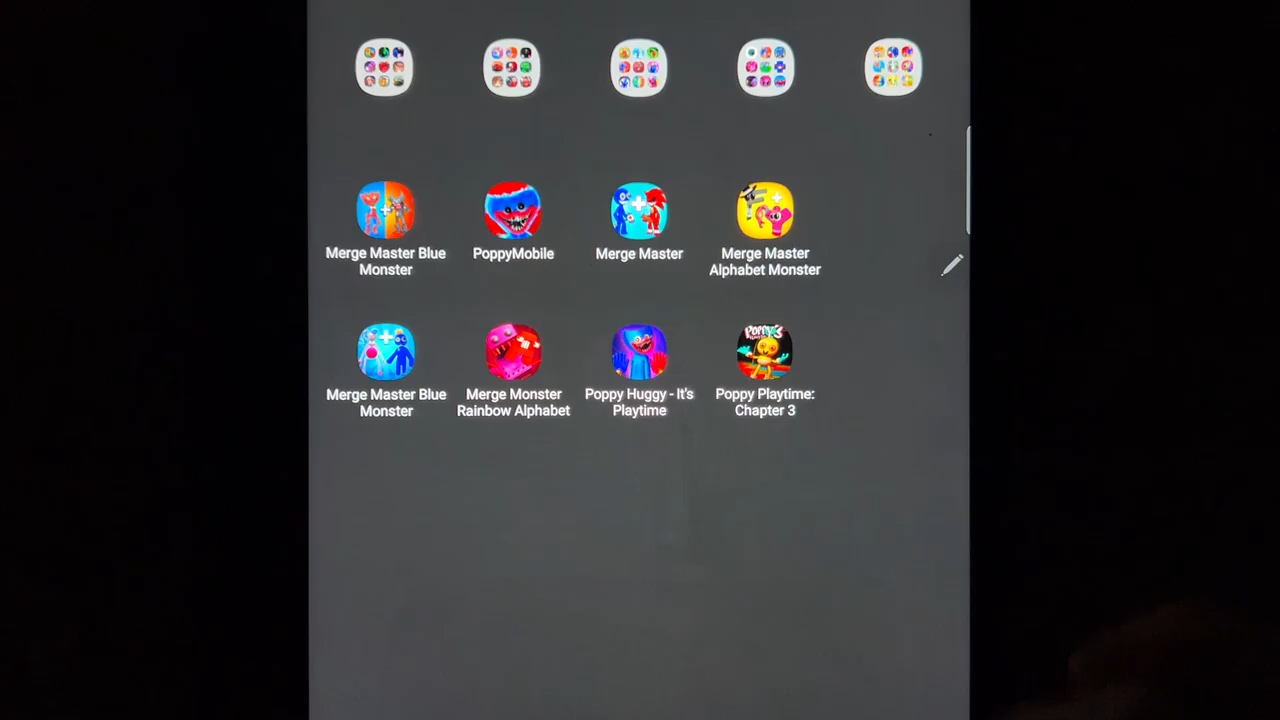 Merge Master Blue
Monster
PoppyMobile
Merge Master
Merge Master
Alphabet Monster
Merge Master Blue
Monster
Merge Monster
Rainbow Alphabet
Poppy Huggy - It's
Playtime
POPPY'S
Poppy Playtime:
Chapter 3